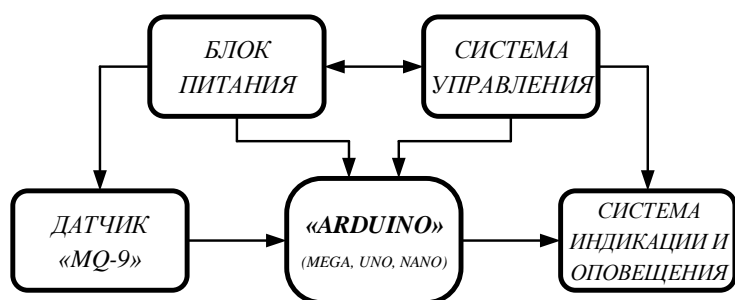 БЛОК
ПИТАНИЯ
СИСТЕМА
УПРАВЛЕНИЯ
ДАТЧИК
«MQ-9»
«ARDUINO»
(MEGA, UNO, NANO)
СИСТЕМА
ИНДИКАЦИИ И
ОПОВЕЩЕНИЯ